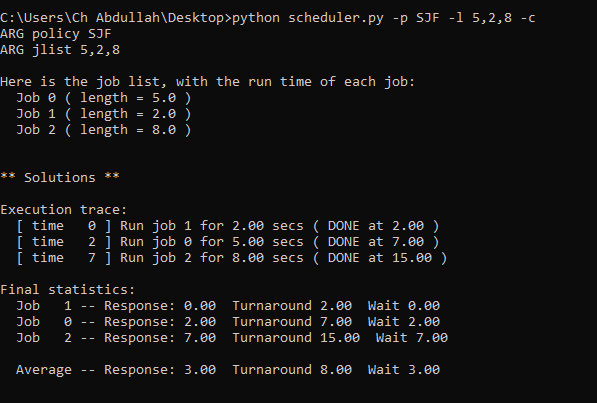 C:\Users\Ch Abdullah\Desktop>python scheduler.py -p SJF -l 5,2,8 -c
ARG policy SJF
ARG jlist 5,2,8
Here is the job list, with the run time of each job:
  Job 0 ( length = 5.0 )
  Job 1 ( length = 2.0 )
  Job 2 ( length = 8.0 )
** Solutions **
Execution trace:
  [ time   0 ] Run job 1 for 2.00 secs ( DONE at 2.00 )
  [ time   2 ] Run job 0 for 5.00 secs ( DONE at 7.00 )
  [ time   7 ] Run job 2 for 8.00 secs ( DONE at 15.00 )
Final statistics:
  Job   1 -- Response: 0.00  Turnaround 2.00  Wait 0.00
  Job   0 -- Response: 2.00  Turnaround 7.00  Wait 2.00
  Job   2 -- Response: 7.00  Turnaround 15.00  Wait 7.00
  Average -- Response: 3.00  Turnaround 8.00  Wait 3.00